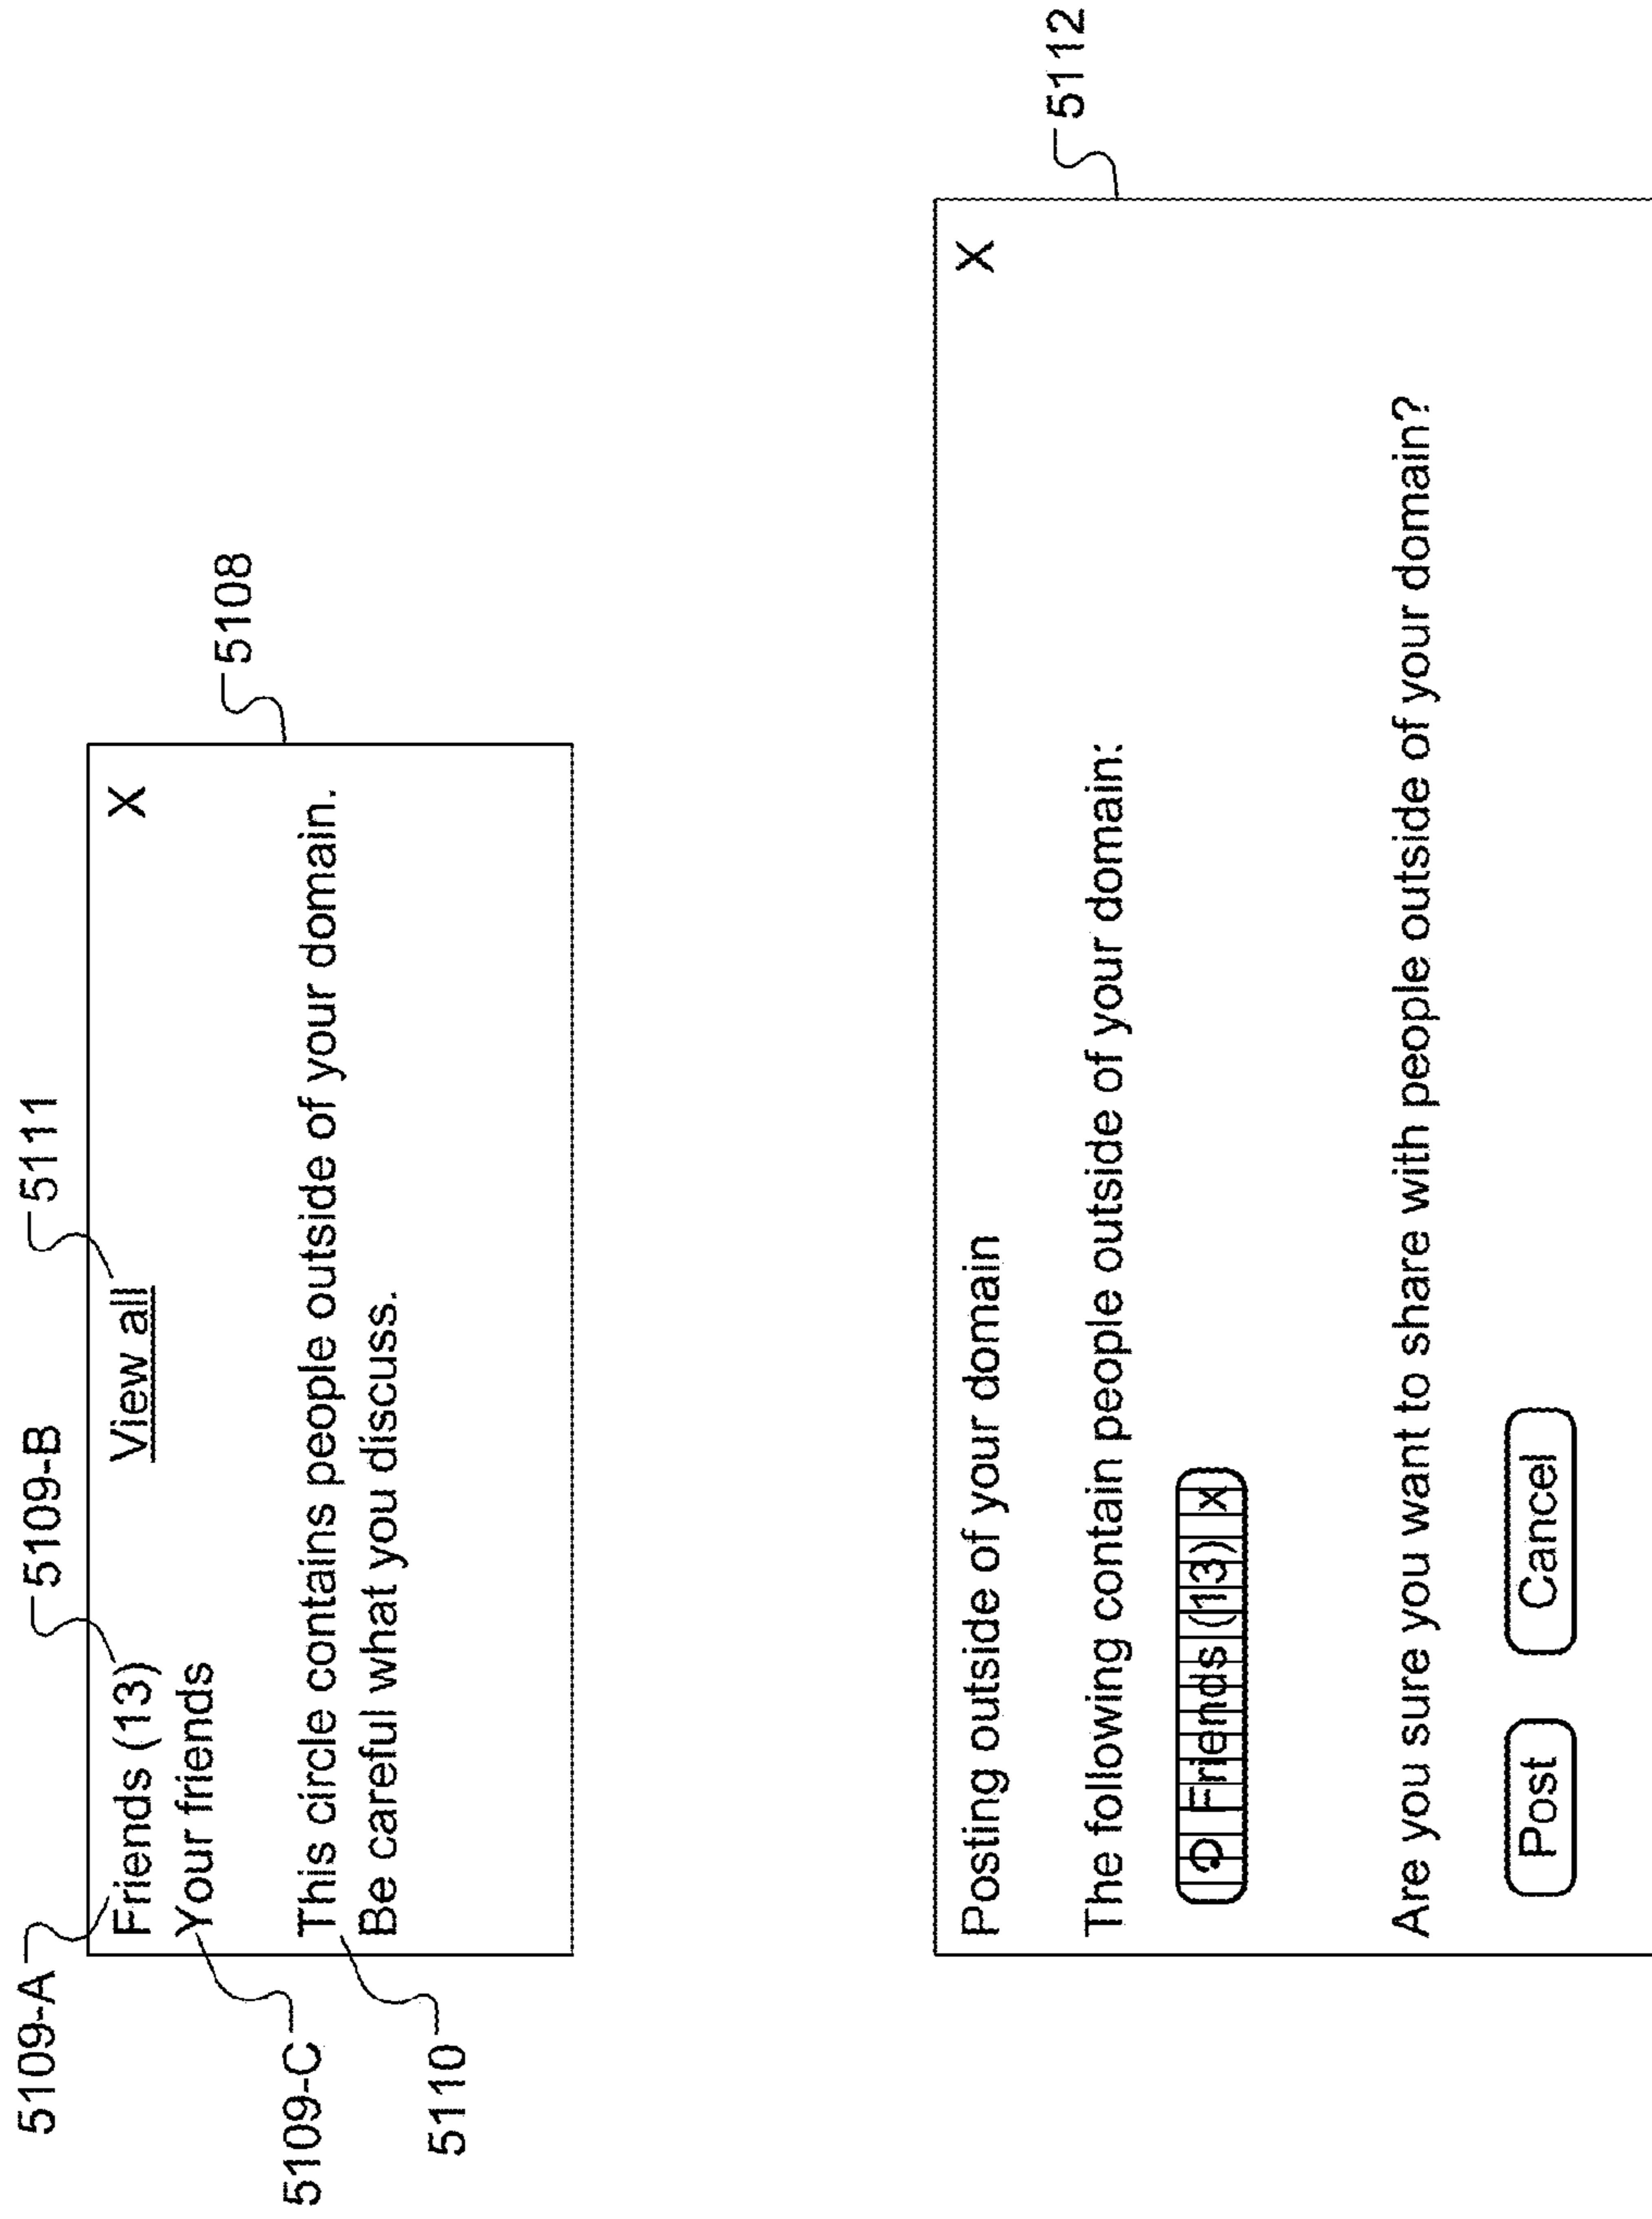 5109-A
5109-B
5111
Friends (13)
View all
X
Your friends
5108
5109-C
This circle contains people outside of your domain.
Be careful what you discuss.
5110
Posting outside of your domain
X
5112
The following contain people outside of your domain:
Friends (13) x
Are you sure you want to share with people outside of your domain?
Post
Cancel